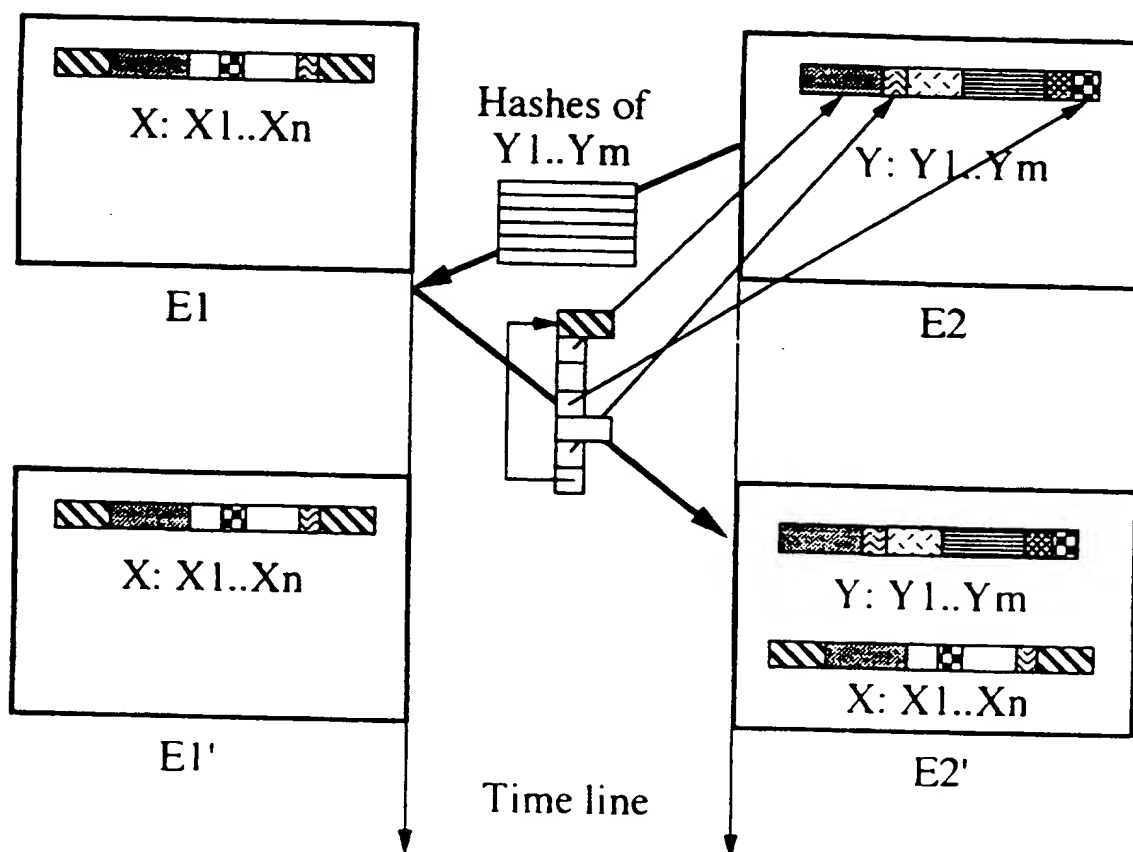 X: X1..Xn
Hashes of
Y1..Ym
Y: Y1..Ym
E1
E2
X: X1..Xn
Y: Y1..Ym
X: X1..Xn
E1'
E2'
Time line